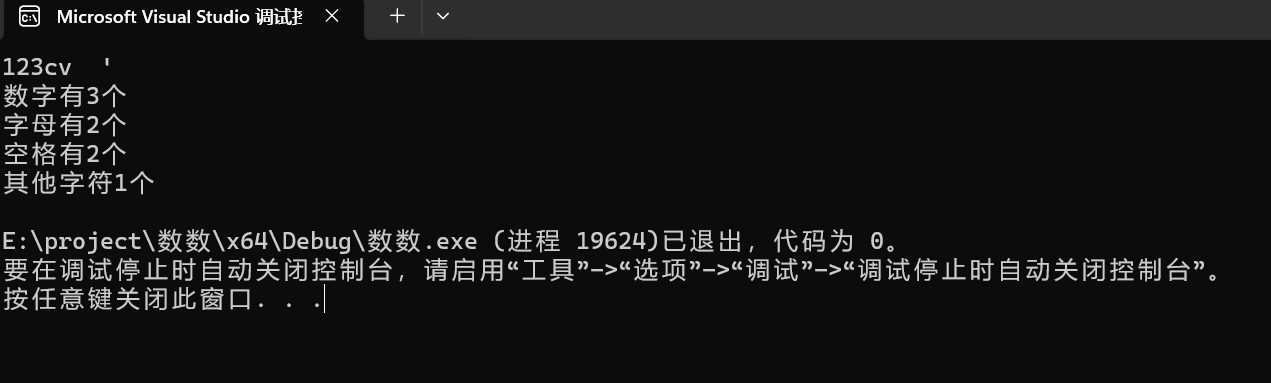 Microsoft Visual Studio 调试
123cv  '
数字有3个
字母有2个
空格有2个
其他字符1个
E:\project\数数\x64\Debug\数数.exe (进程 19624)已退出，代码为 0。
要在调试停止时自动关闭控制台，请启用“工具”->“选项”->“调试”->“调试停止时自动关闭控制台”。
按任意键关闭此窗口. . .